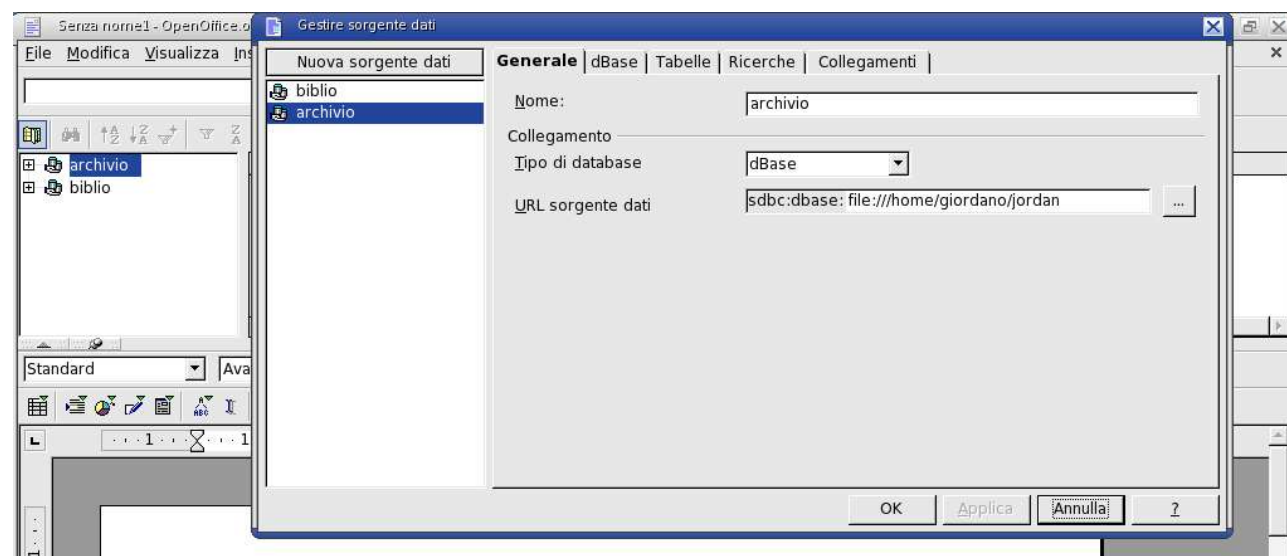 Senza nome1 - OpenOffice.o
File Modifica Visualizza Ins
archivio
biblio
Standard
Ava
1
1
Gestire sorgente dati
Nuova sorgente dati
biblio
archivio
Generale dBase Tabelle Ricerche Collegamenti
Nome: archivio
Collegamento
Tipo di database dBase
URL sorgente dati sdbc:dbase: file:///home/giordano/jordan
...
OK Applica Annulla ?